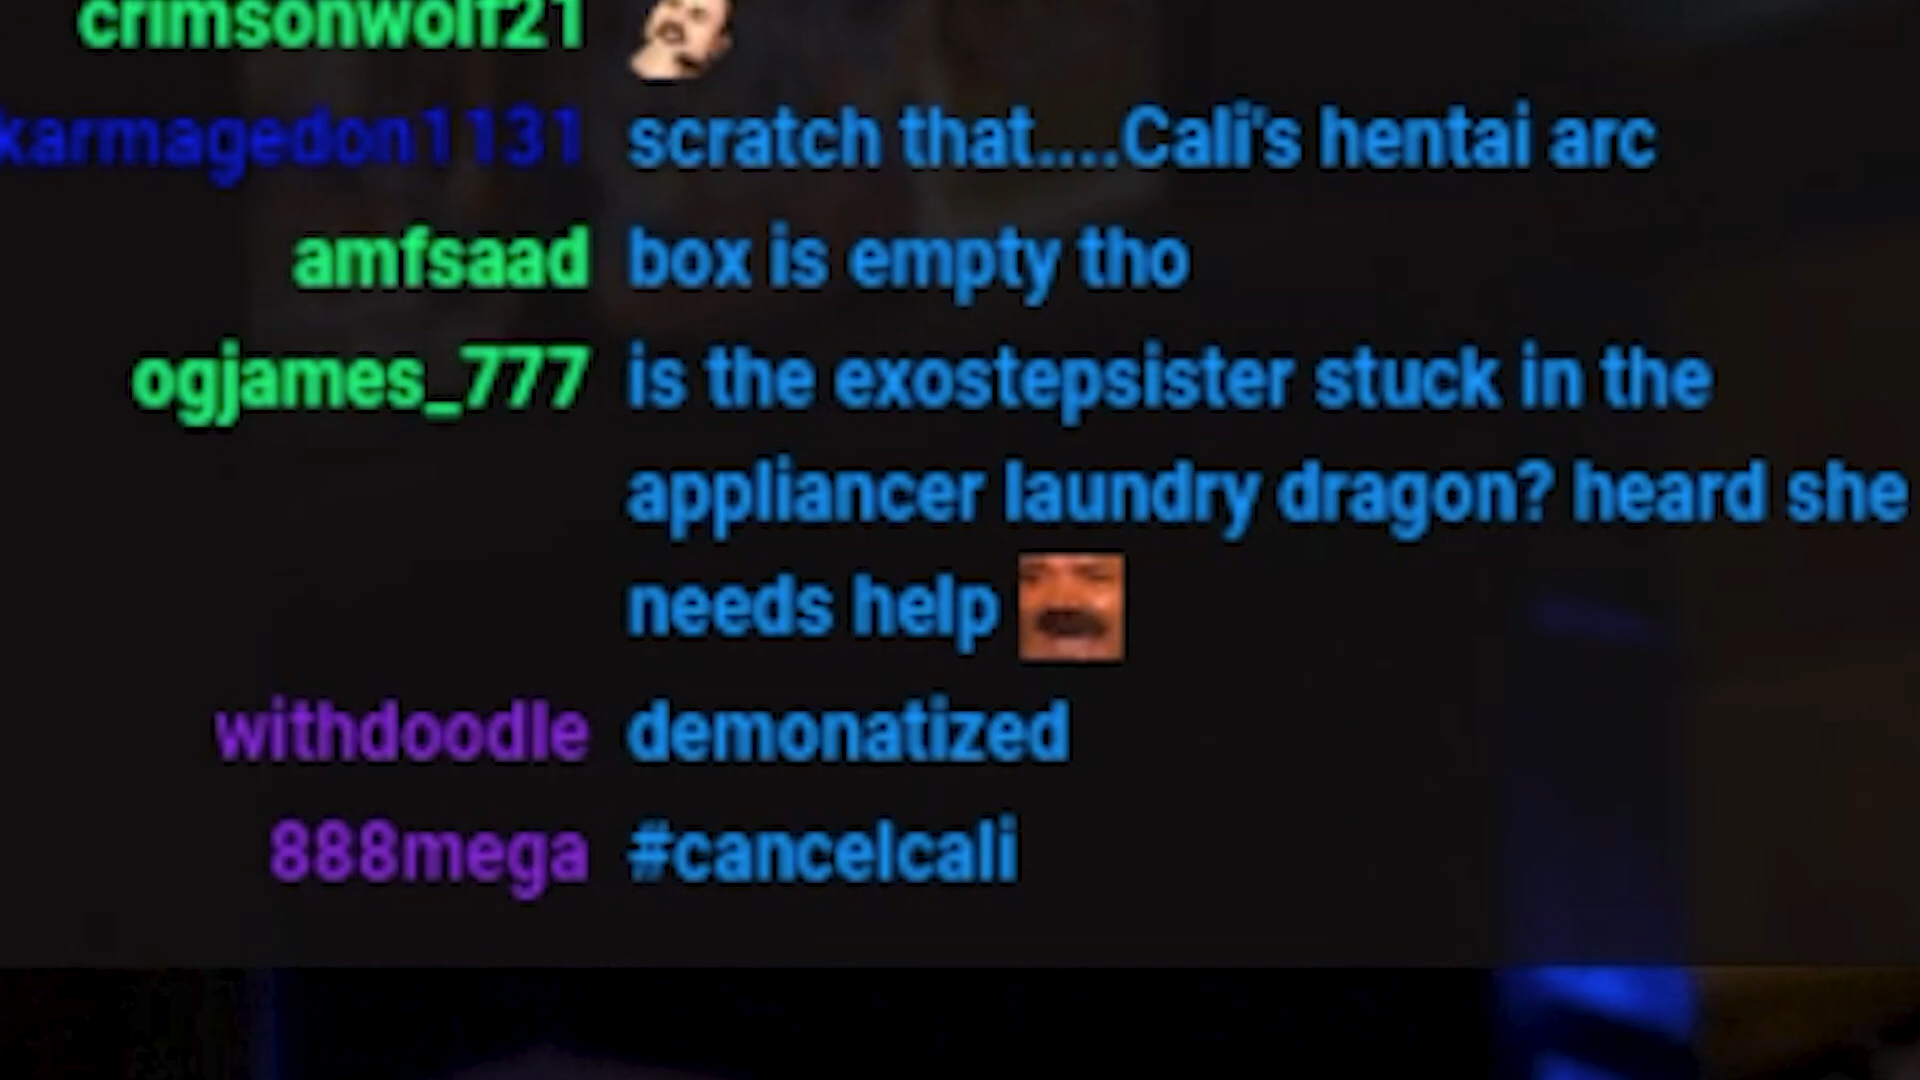 crimsonwolf21
karmagedon1131 scratch that....Cali's hentai arc
amfsaad box is empty tho
ogjames_777 is the exostepsister stuck in the
appliancer laundry dragon? heard she
needs help
withdoodle demonatized
888mega #cancelcali